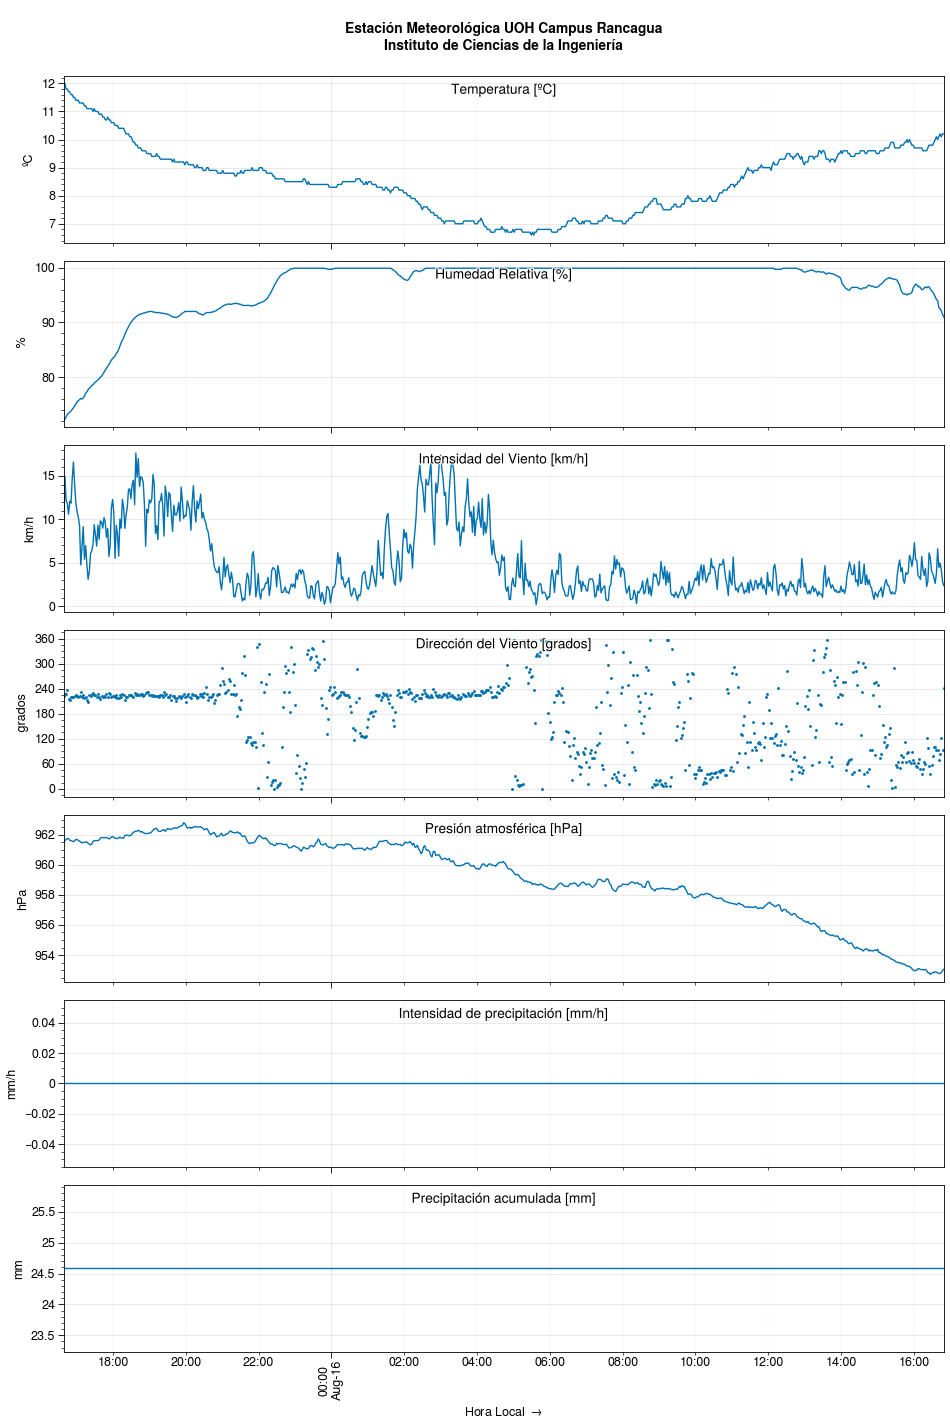 Estación Meteorológica UOH Campus Rancagua
Instituto de Ciencias de la Ingeniería
Temperatura [ºC]
12
11
10
9
8
7
ºC
Humedad Relativa [%]
100
90
80
%
Intensidad del Viento [km/h]
15
10
5
0
km/h
Dirección del Viento [grados]
360
300
240
180
120
60
0
grados
Presión atmosférica [hPa]
962
960
958
956
954
hPa
Intensidad de precipitación [mm/h]
0.04
0.02
0
−0.02
−0.04
mm/h
Precipitación acumulada [mm]
25.5
25
24.5
24
23.5
mm
18:00 20:00 22:00 00:00 02:00 04:00 06:00 08:00 10:00 12:00 14:00 16:00
Aug-16
Hora Local →